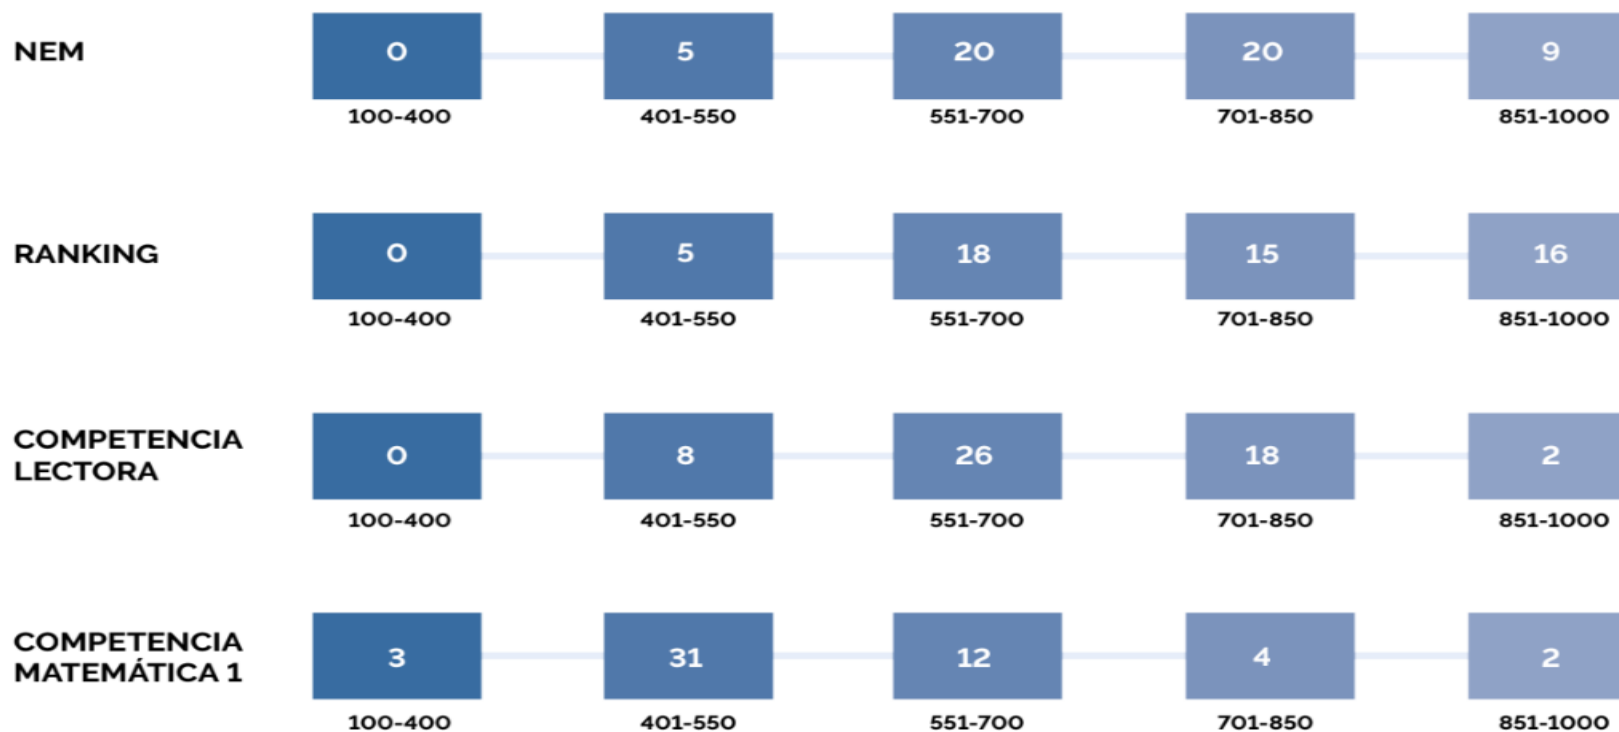 NEM
0 5 20 20 9
100-400 401-550 551-700 701-850 851-1000
RANKING
0 5 18 15 16
100-400 401-550 551-700 701-850 851-1000
COMPETENCIA
LECTORA
0 8 26 18 2
100-400 401-550 551-700 701-850 851-1000
COMPETENCIA
MATEMÁTICA 1
3 31 12 4 2
100-400 401-550 551-700 701-850 851-1000